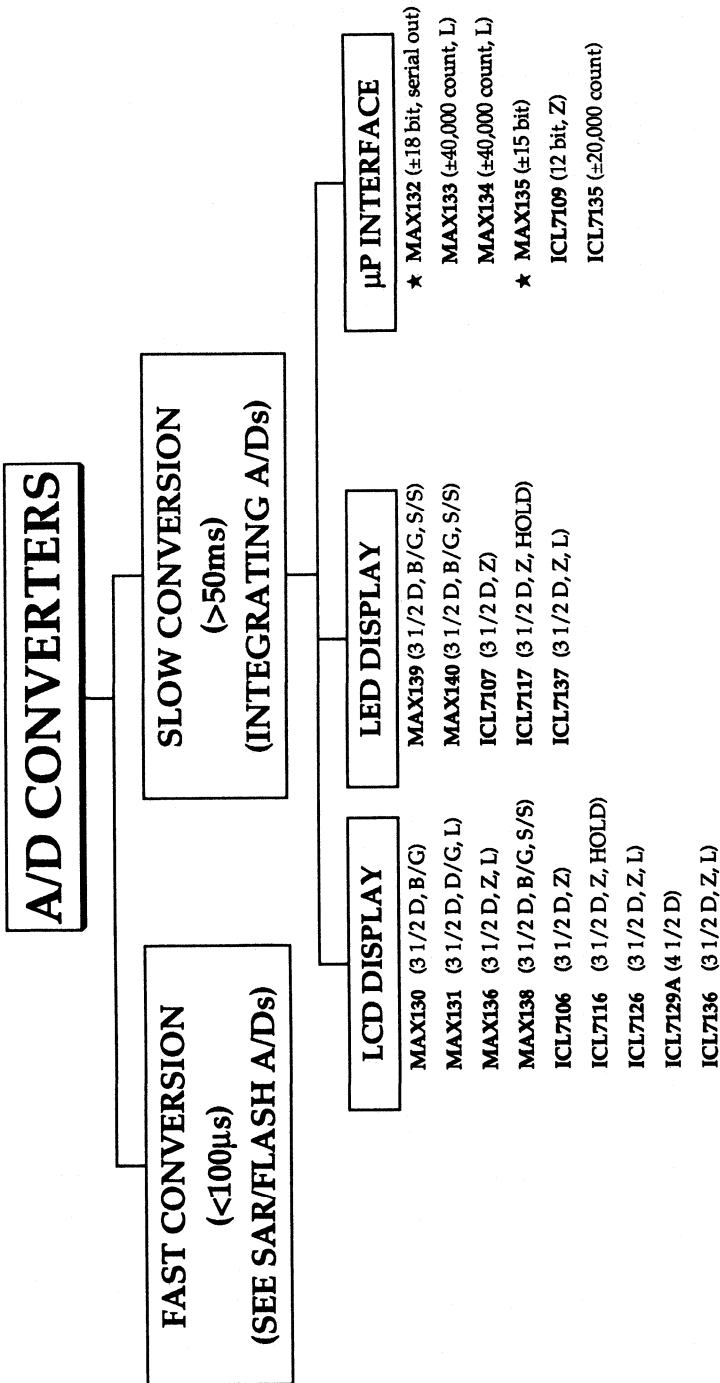 A/D CONVERTERS
FAST CONVERSION
(<100µs)
(SEE SAR/FLASH A/Ds)
SLOW CONVERSION
(>50ms)
(INTEGRATING A/Ds)
LCD DISPLAY
MAX130 (3 1/2 D, B/G)
MAX131 (3 1/2 D, D/G, L)
MAX136 (3 1/2 D, Z, L)
MAX138 (3 1/2 D, B/G, S/S)
ICL7106 (3 1/2 D, Z)
ICL7116 (3 1/2 D, Z, HOLD)
ICL7126 (3 1/2 D, Z, L)
ICL7129A (4 1/2 D)
ICL7136 (3 1/2 D, Z, L)
LED DISPLAY
MAX139 (3 1/2 D, B/G, S/S)
MAX140 (3 1/2 D, B/G, S/S)
ICL7107 (3 1/2 D, Z)
ICL7117 (3 1/2 D, Z, HOLD)
ICL7137 (3 1/2 D, Z, L)
µP INTERFACE
★ MAX132 (±18 bit, serial out)
MAX133 (±40,000 count, L)
MAX134 (±40,000 count, L)
★ MAX135 (±15 bit)
ICL7109 (12 bit, Z)
ICL7135 (±20,000 count)